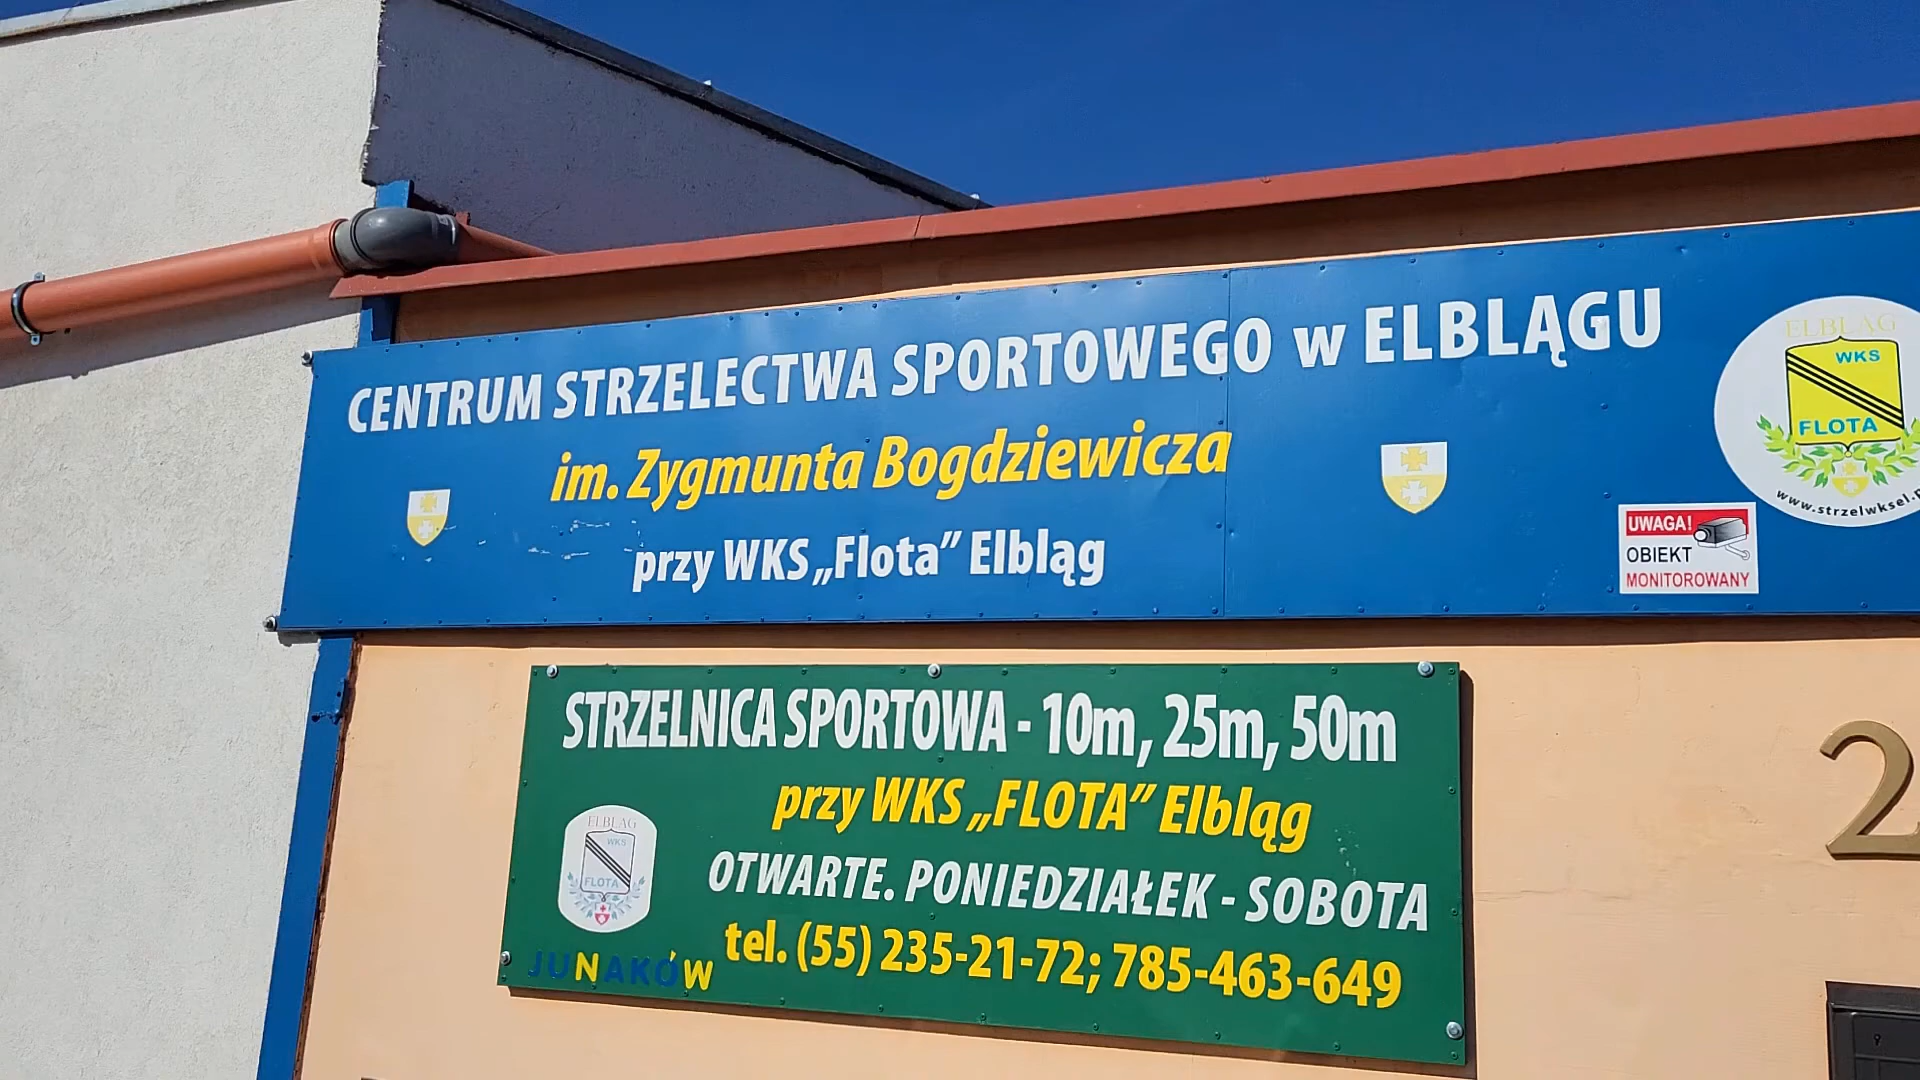 CENTRUM STRZELECTWA SPORTOWEGO w ELBLĄGU
im. Zygmunta Bogdziewicza
przy WKS „Flota” Elbląg
ELBLĄG
WKS
FLOTA
www.strzelwksel.p
UWAGA!
OBIEKT
MONITOROWANY
STRZELNICA SPORTOWA - 10m, 25m, 50m
przy WKS „FLOTA” Elbląg
OTWARTE. PONIEDZIAŁEK - SOBOTA
tel. (55) 235-21-72; 785-463-649
ELBLĄG
WKS
FLOTA
JUNAKÓW
2